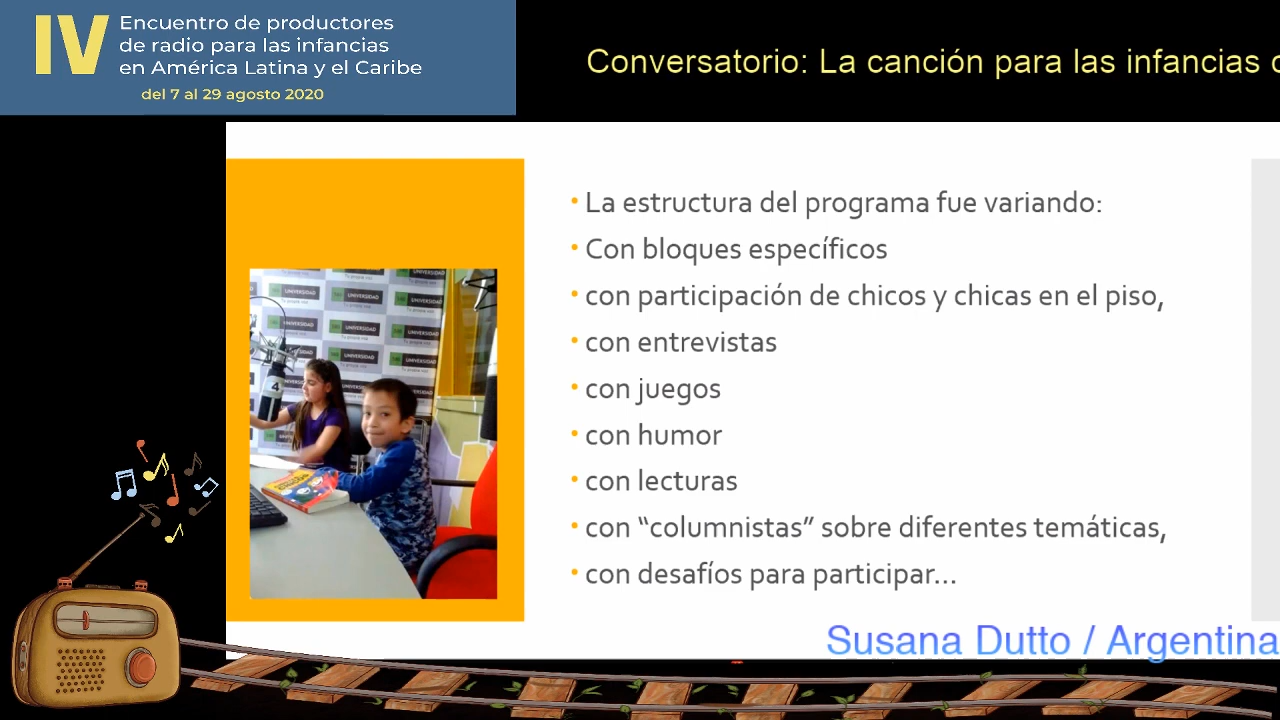 IV
Encuentro de productores
de radio para las infancias
en América Latina y el Caribe
del 7 al 29 agosto 2020
Conversatorio: La canción para las infancias
• La estructura del programa fue variando:
• Con bloques específicos
• con participación de chicos y chicas en el piso,
• con entrevistas
• con juegos
• con humor
• con lecturas
• con “columnistas” sobre diferentes temáticas,
• con desafíos para participar...
UNIVERSIDAD
4
Susana Dutto / Argentina